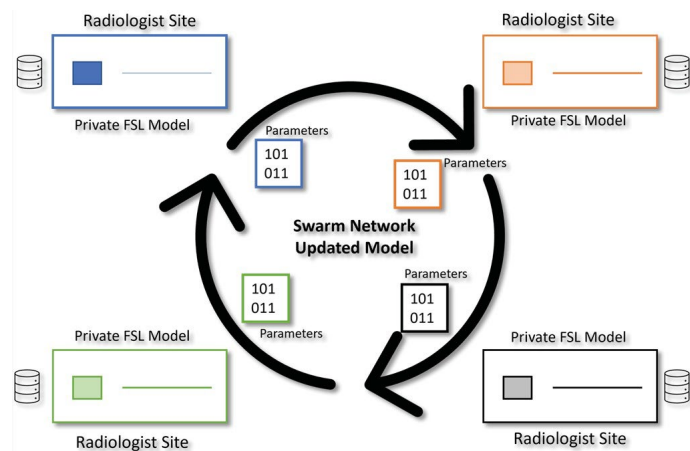 Radiologist Site
Private FSL Model
Radiologist Site
Private FSL Model
Parameters
101
011
Parameters
101
011
Swarm Network
Updated Model
Parameters
101
011
101
011
Parameters
Private FSL Model
Radiologist Site
Private FSL Model
Radiologist Site